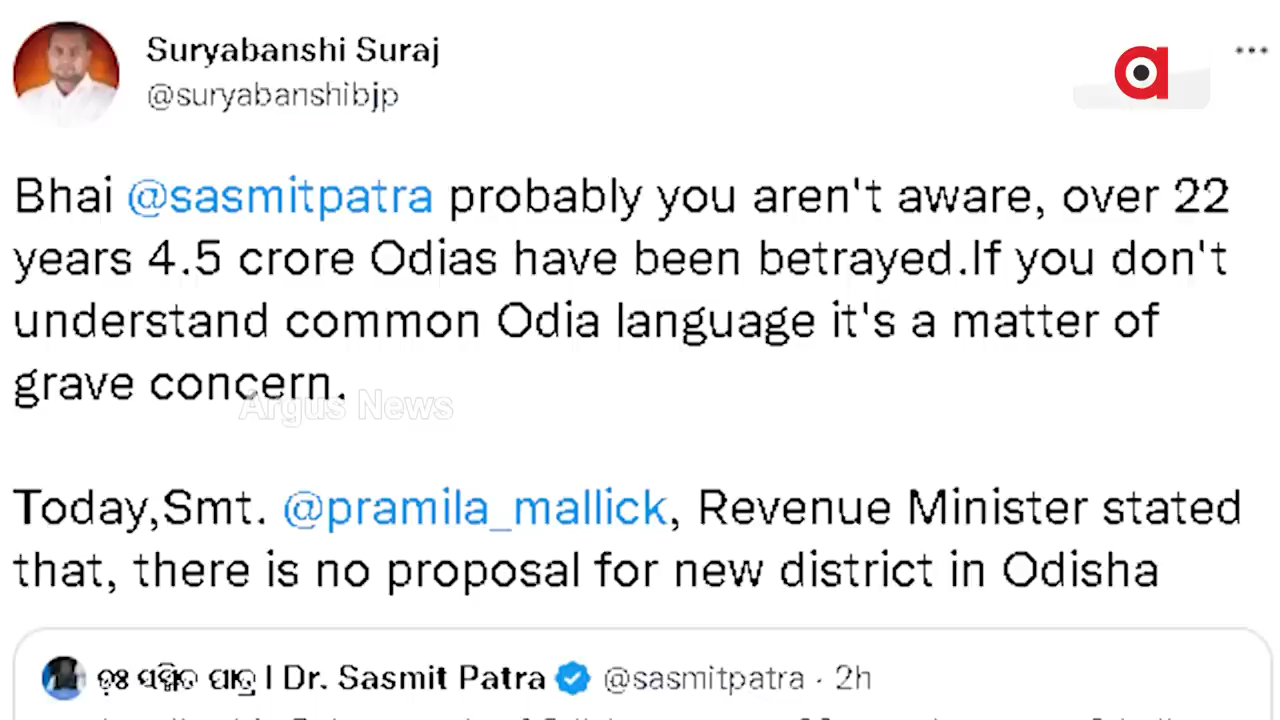 Suryabanshi Suraj
@suryabanshibjp
Bhai @sasmitpatra probably you aren't aware, over 22
years 4.5 crore Odias have been betrayed.If you don't
understand common Odia language it's a matter of
grave concern.
Argus News
Today,Smt. @pramila_mallick, Revenue Minister stated
that, there is no proposal for new district in Odisha
ଡ଼ଃ ସସ୍ମିତ ପାତ୍ର I Dr. Sasmit Patra @sasmitpatra · 2h